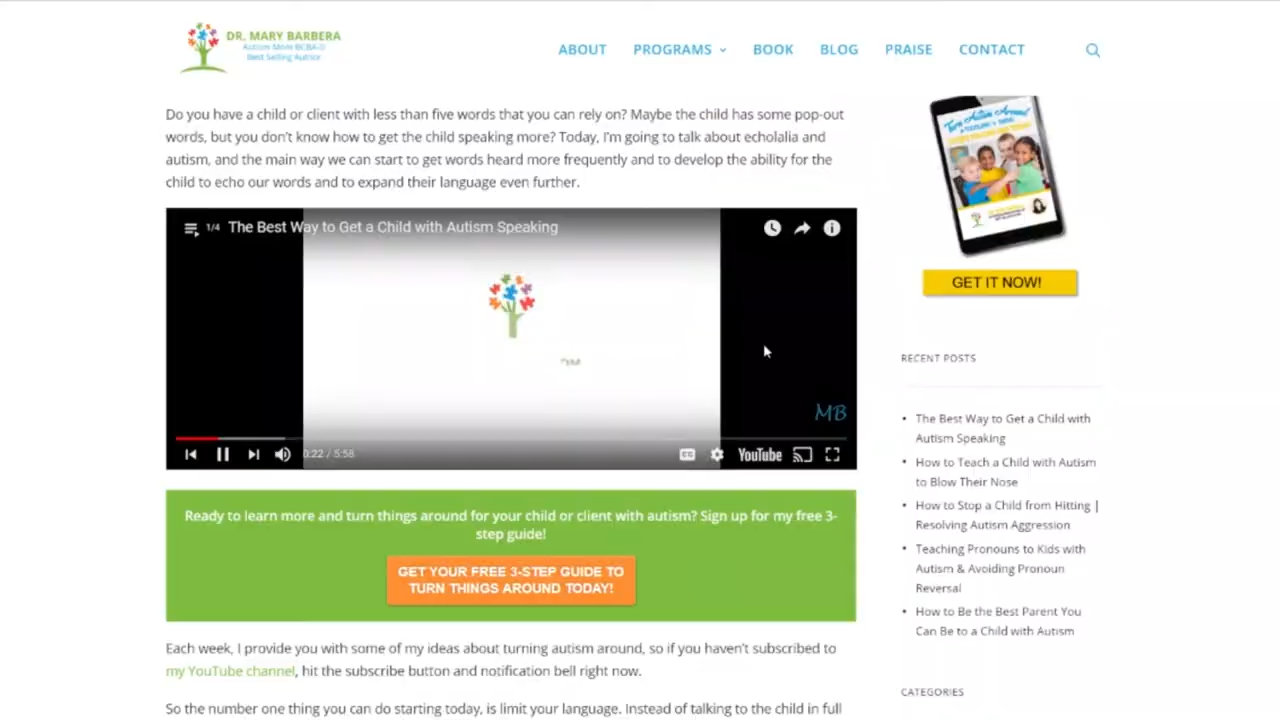 DR. MARY BARBERA
Autism Mom BCBA-D
Best Selling Author
ABOUT PROGRAMS BOOK BLOG PRAISE CONTACT
Do you have a child or client with less than five words that you can rely on? Maybe the child has some pop-out
words, but you don't know how to get the child speaking more? Today, I'm going to talk about echolalia and
autism, and the main way we can start to get words heard more frequently and to develop the ability for the
child to echo our words and to expand their language even further.
1/4 The Best Way to Get a Child with Autism Speaking
MB
0:22 / 5:58
CC
YouTube
Ready to learn more and turn things around for your child or client with autism? Sign up for my free 3-
step guide!
GET YOUR FREE 3-STEP GUIDE TO
TURN THINGS AROUND TODAY!
Each week, I provide you with some of my ideas about turning autism around, so if you haven't subscribed to
my YouTube channel, hit the subscribe button and notification bell right now.
So the number one thing you can do starting today, is limit your language. Instead of talking to the child in full
Turn Autism Around
GET IT NOW!
RECENT POSTS
• The Best Way to Get a Child with
Autism Speaking
• How to Teach a Child with Autism
to Blow Their Nose
• How to Stop a Child from Hitting |
Resolving Autism Aggression
• Teaching Pronouns to Kids with
Autism & Avoiding Pronoun
Reversal
• How to Be the Best Parent You
Can Be to a Child with Autism
CATEGORIES